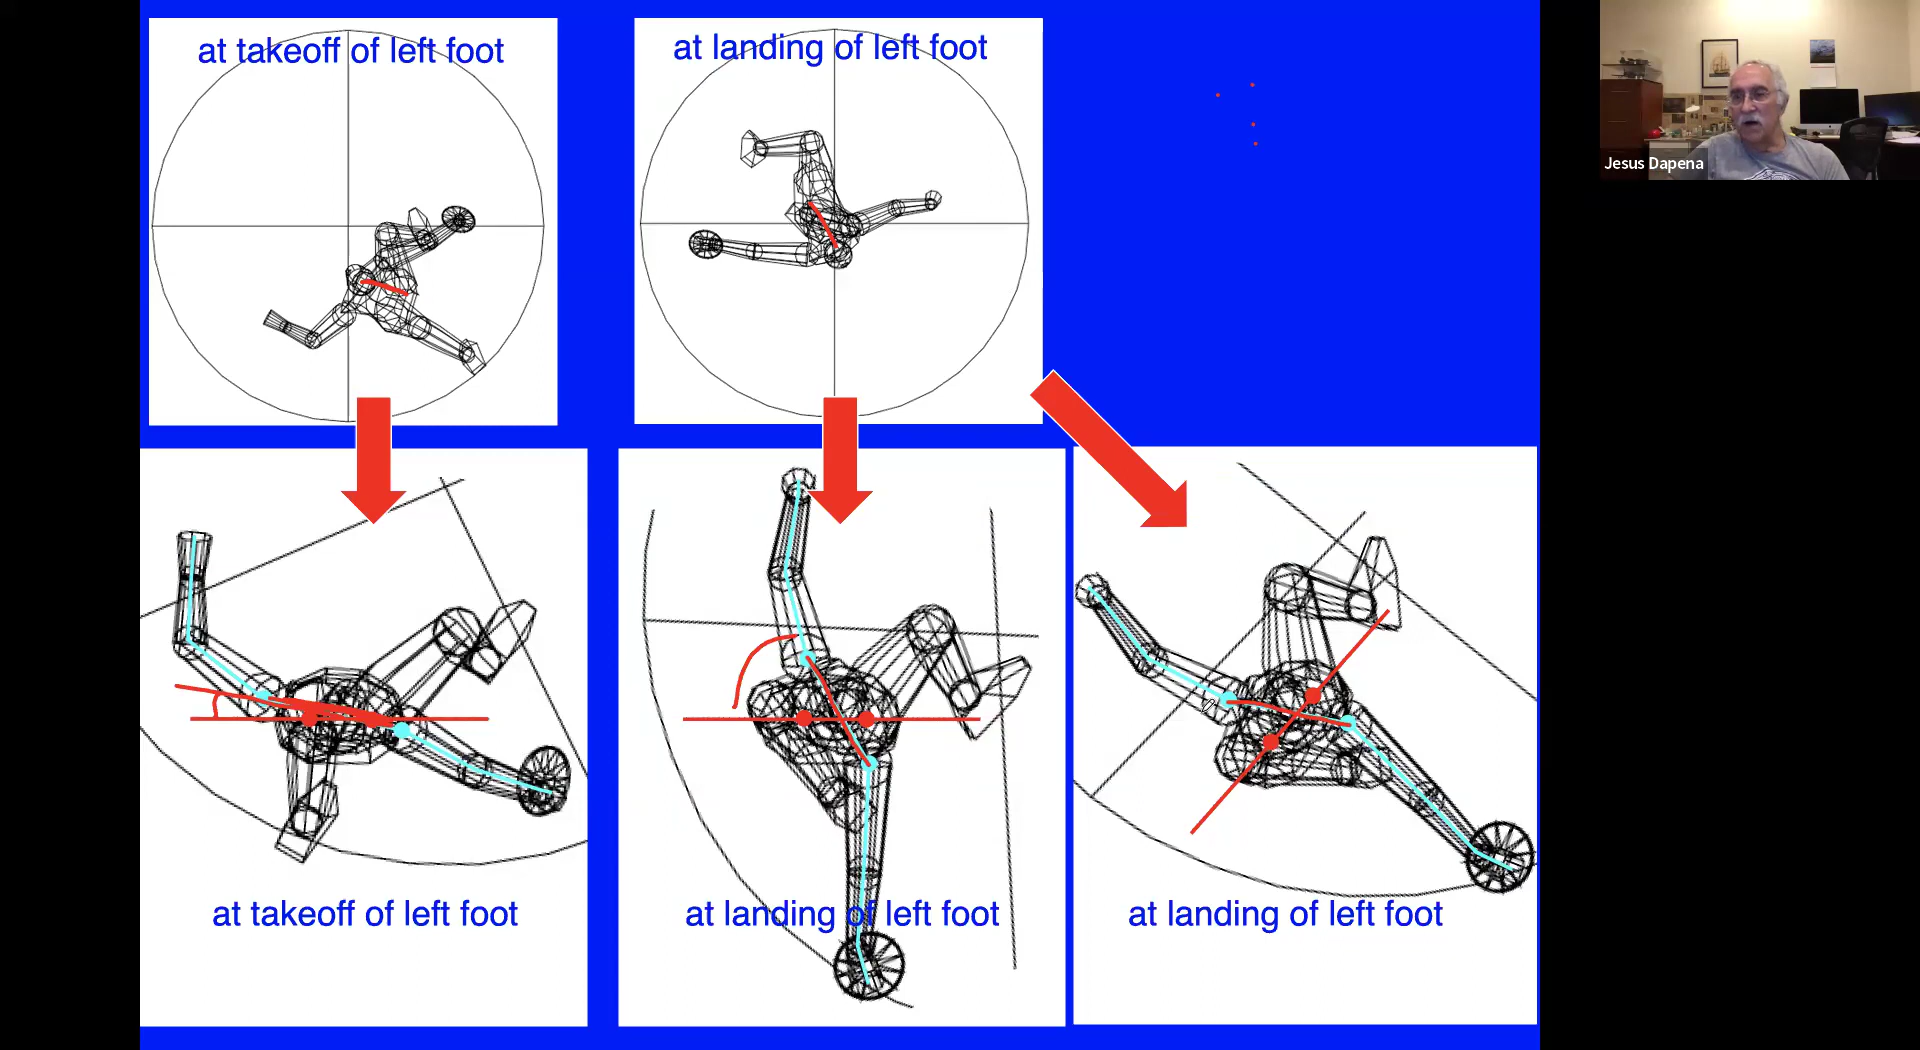 at takeoff of left foot
at landing of left foot
Jesus Dapena
at takeoff of left foot
at landing of left foot
at landing of left foot